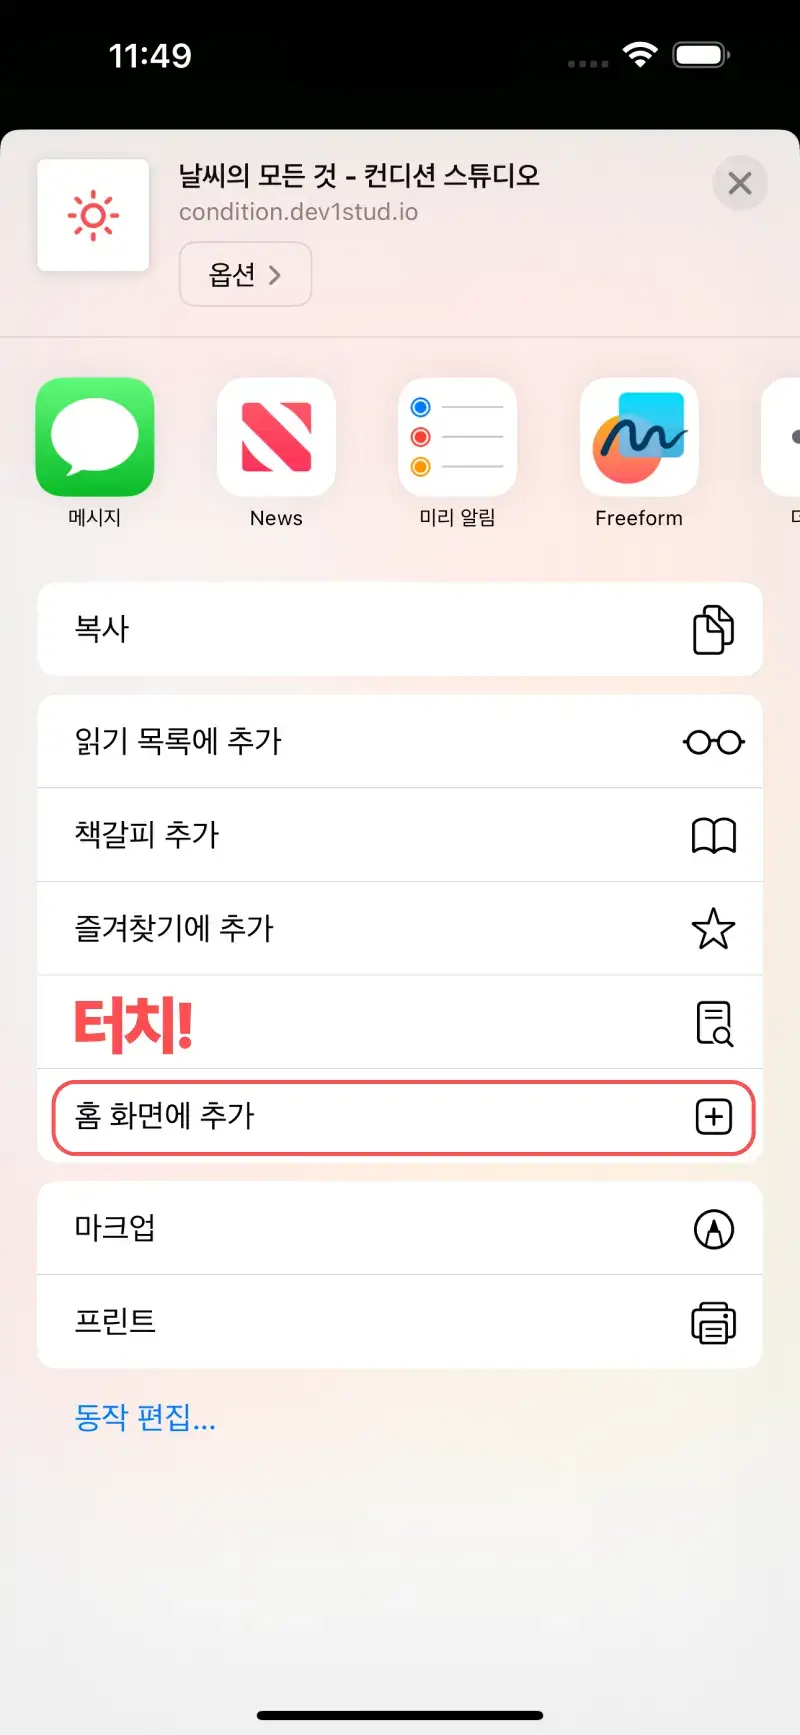 11:49
날씨의 모든 것 - 컨디션 스튜디오
condition.dev1stud.io
옵션
메시지
News
미리 알림
Freeform
복사
읽기 목록에 추가
책갈피 추가
즐겨찾기에 추가
터치!
홈 화면에 추가
마크업
프린트
동작 편집...